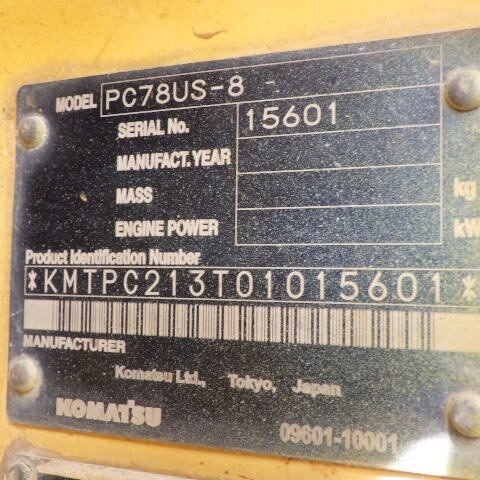 MODEL PC78US-8
SERIAL No. 15601
MANUFACT. YEAR
MASS kg
ENGINE POWER kW
Product Identification Number
*KMTPC213T01015601*
MANUFACTURER
Komatsu Ltd., Tokyo, Japan
KOMATSU 09601-10001